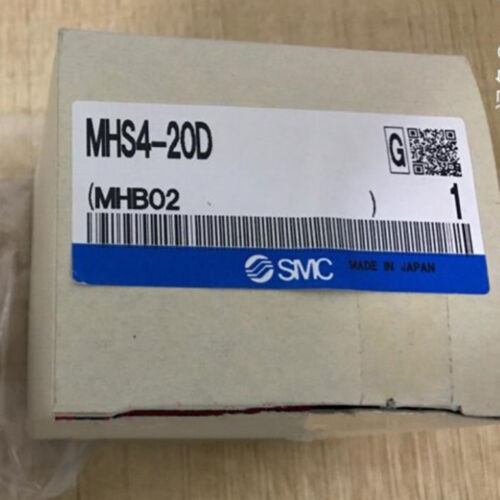 MHS4-20D
G
(MHB02 ) 1
SMC MADE IN JAPAN